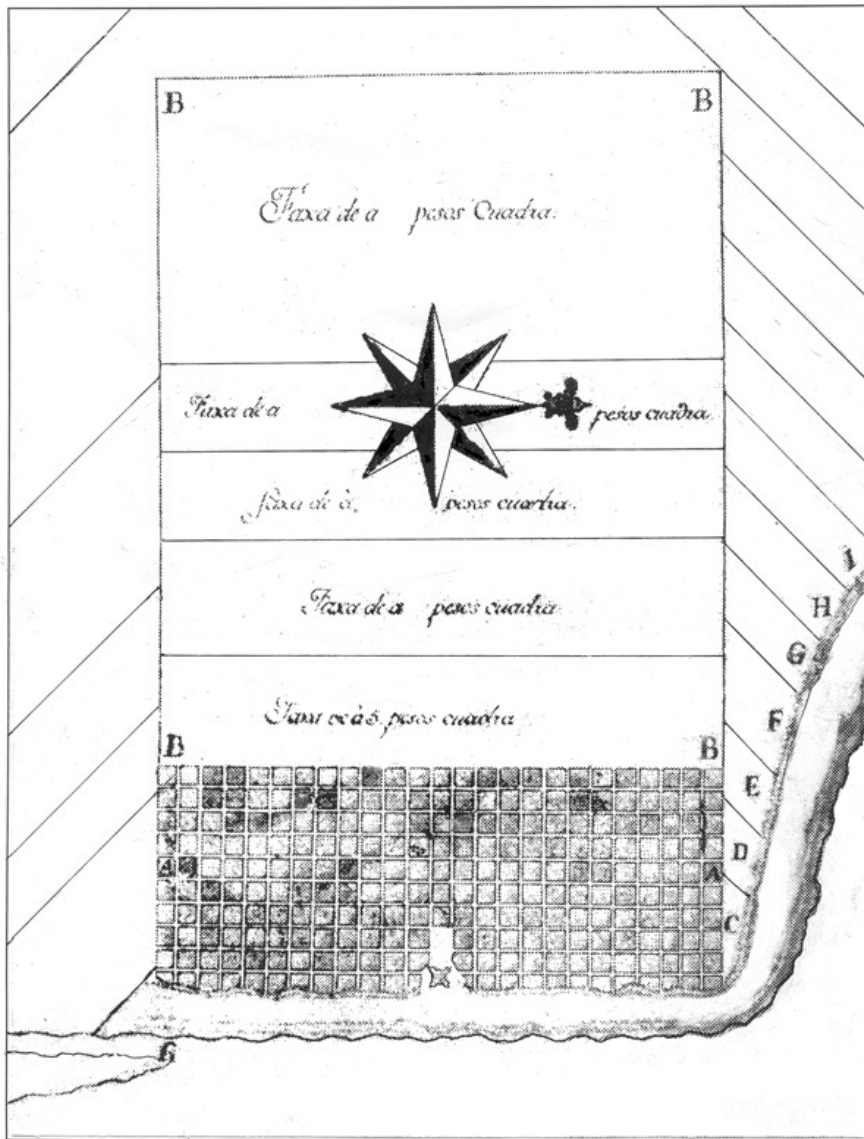 B B
Faxa de a pesos Cuadra.
Faxa de a pesos cuadra.
faxa de à pesos cuadra.
Faxa de a pesos cuadra
Faxa de à 5. pesos cuadra
B B
I
H
G
F
E
D
A A
C
G